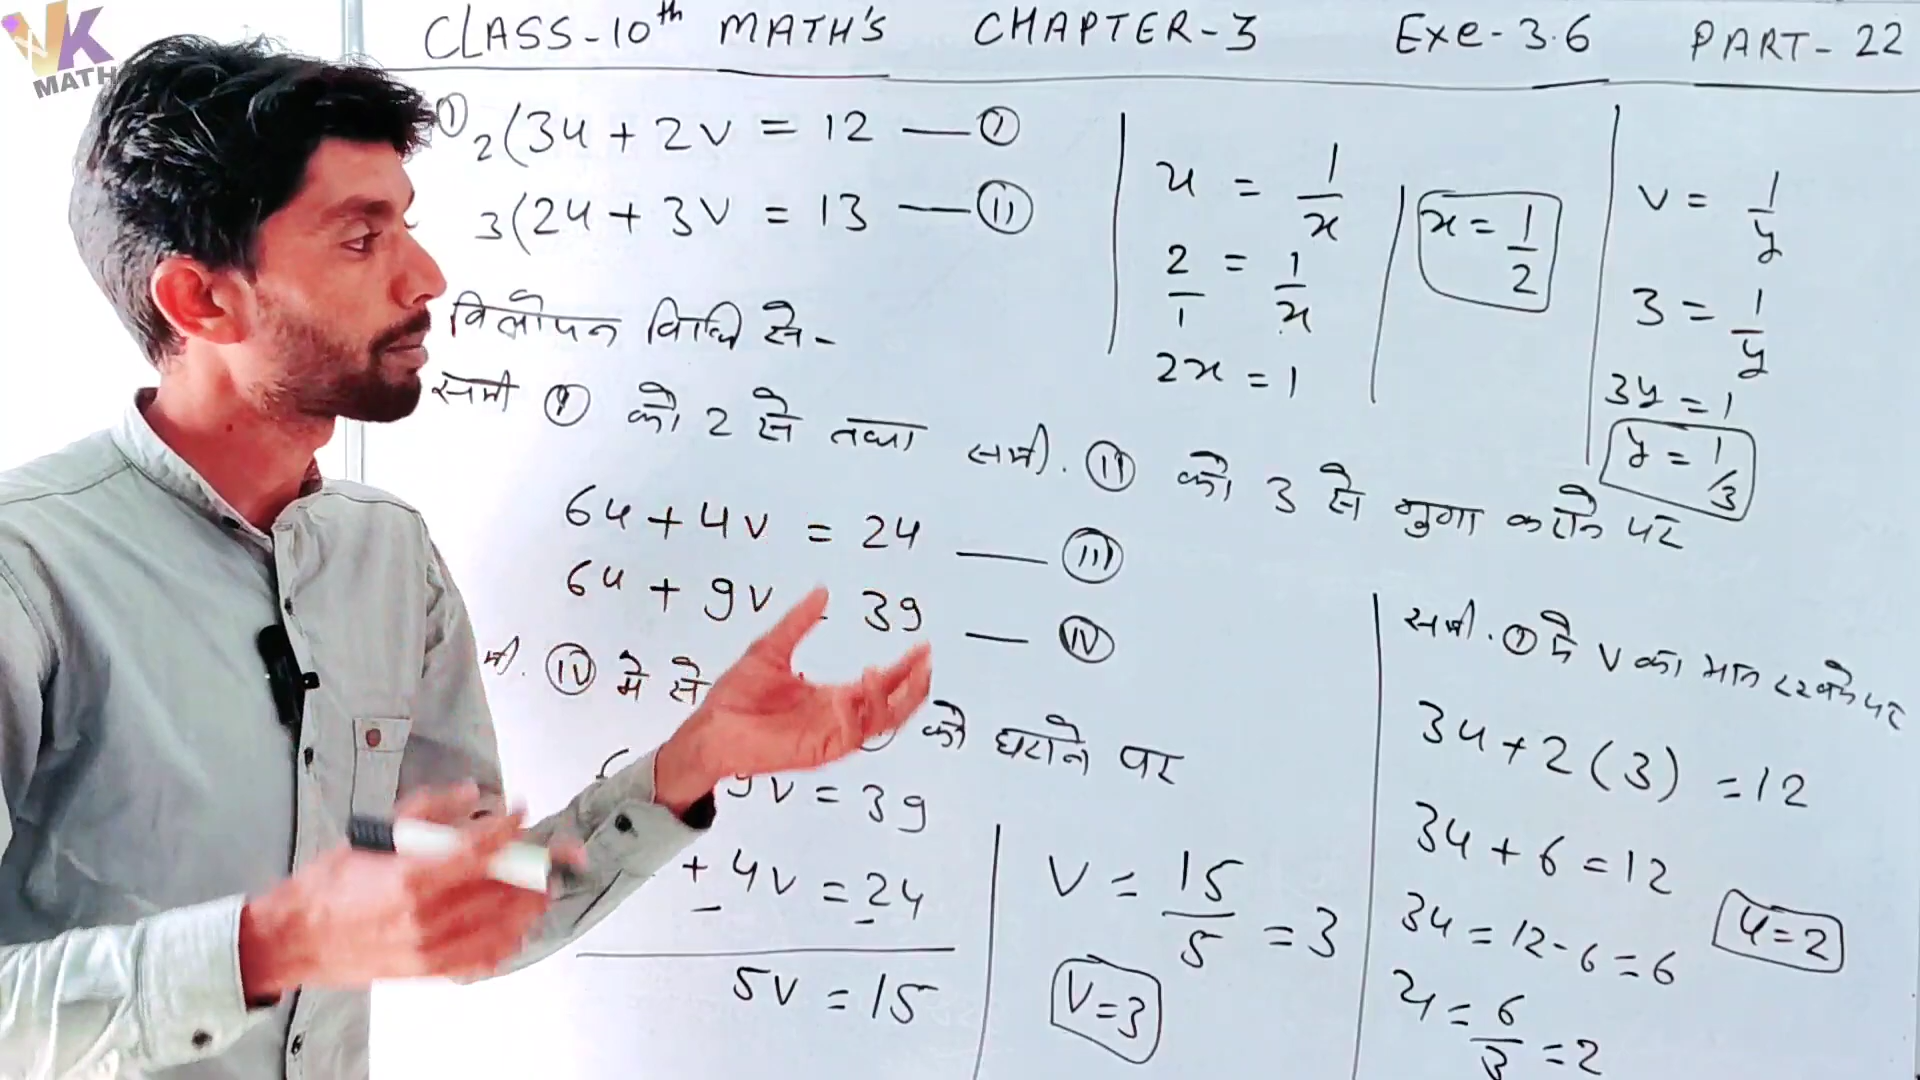 VK
MATH
CLASS-10th MATH'S CHAPTER-3 Exe-3.6 PART-22
① 2(3u + 2v = 12 — ①
3(2u + 3v = 13 — ⑪
विलोपन विधि से-
समी ① को 2 से तथा समी. ⑪ को 3 से गुणा करने पर
6u + 4v = 24 — (III)
6u + 9v 39 — (IV)
मी. (IV) मे से को घटाने पर
9v = 39
+ 4v = 24
− −
5v = 15
v = 15/5 = 3
v=3
u = 1/x
2/1 = 1/x
2x = 1
x = 1/2
v = 1/y
3 = 1/y
3y = 1
y = 1/3
समी. ① मे v का मान रखने पर
3u + 2(3) = 12
3u + 6 = 12
3u = 12-6 = 6
u = 6/3 = 2
u=2